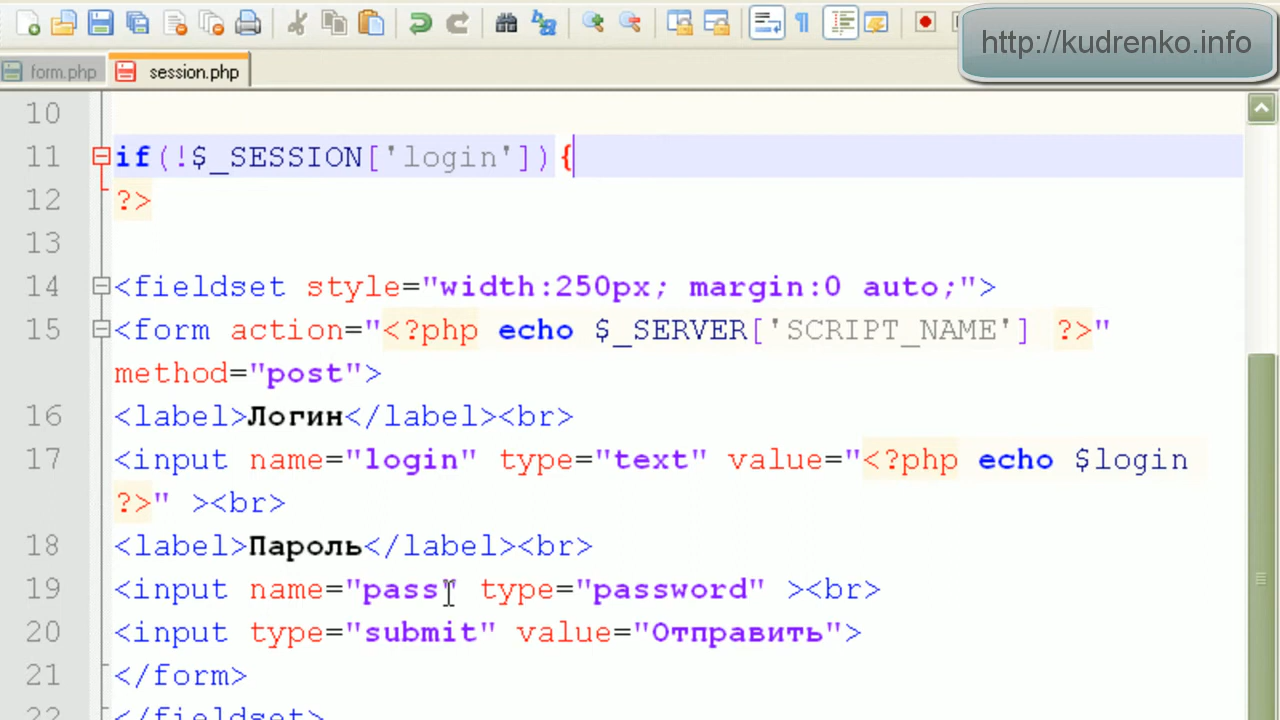 http://kudrenko.info
form.php session.php
10
11 if(!$_SESSION['login']){
12 ?>
13
14 <fieldset style="width:250px; margin:0 auto;">
15 <form action="<?php echo $_SERVER['SCRIPT_NAME'] ?>"
method="post">
16 <label>Логин</label><br>
17 <input name="login" type="text" value="<?php echo $login
?>" ><br>
18 <label>Пароль</label><br>
19 <input name="pass" type="password" ><br>
20 <input type="submit" value="Отправить">
21 </form>
22 </fieldset>